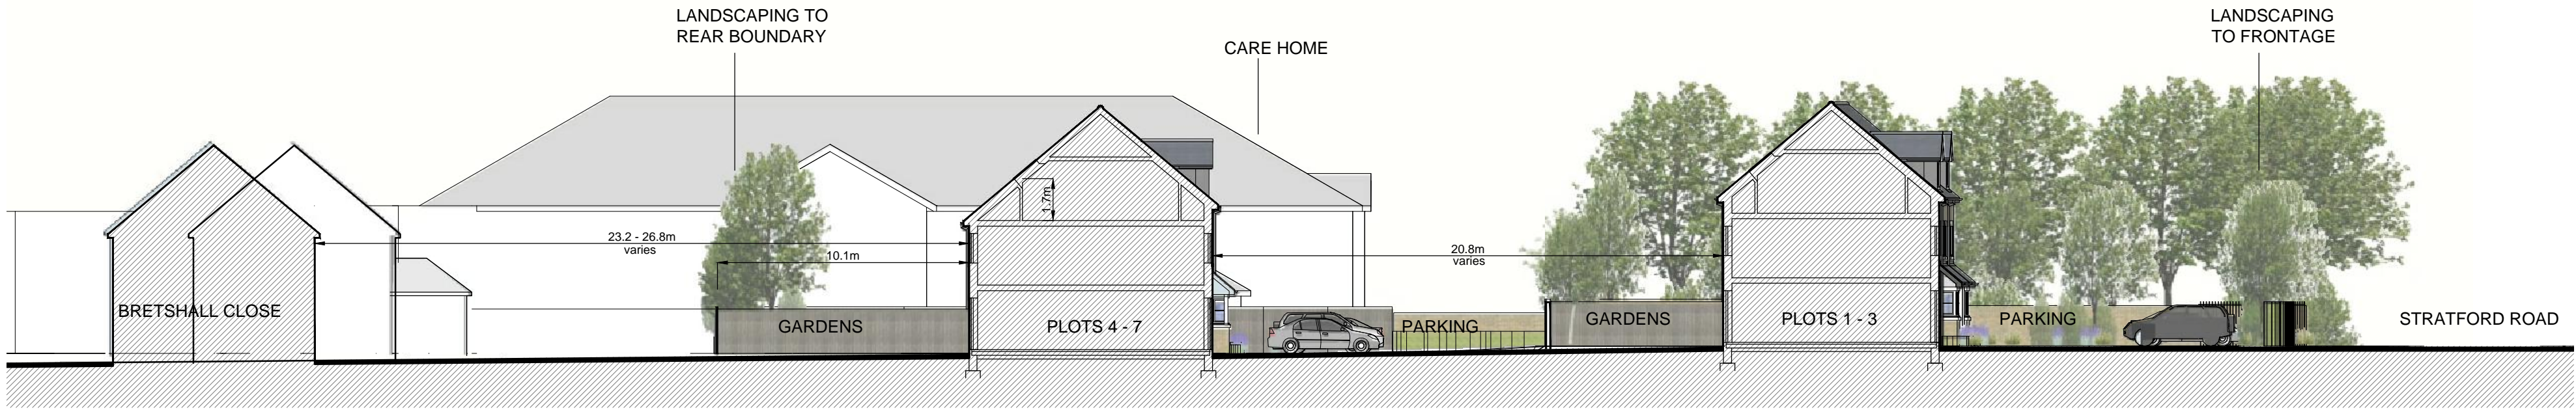 LANDSCAPING TO
REAR BOUNDARY
CARE HOME
LANDSCAPING
TO FRONTAGE
1.7m
23.2 - 26.8m
varies
10.1m
20.8m
varies
BRETSHALL CLOSE
GARDENS
PLOTS 4 - 7
PARKING
GARDENS
PLOTS 1 - 3
PARKING
STRATFORD ROAD